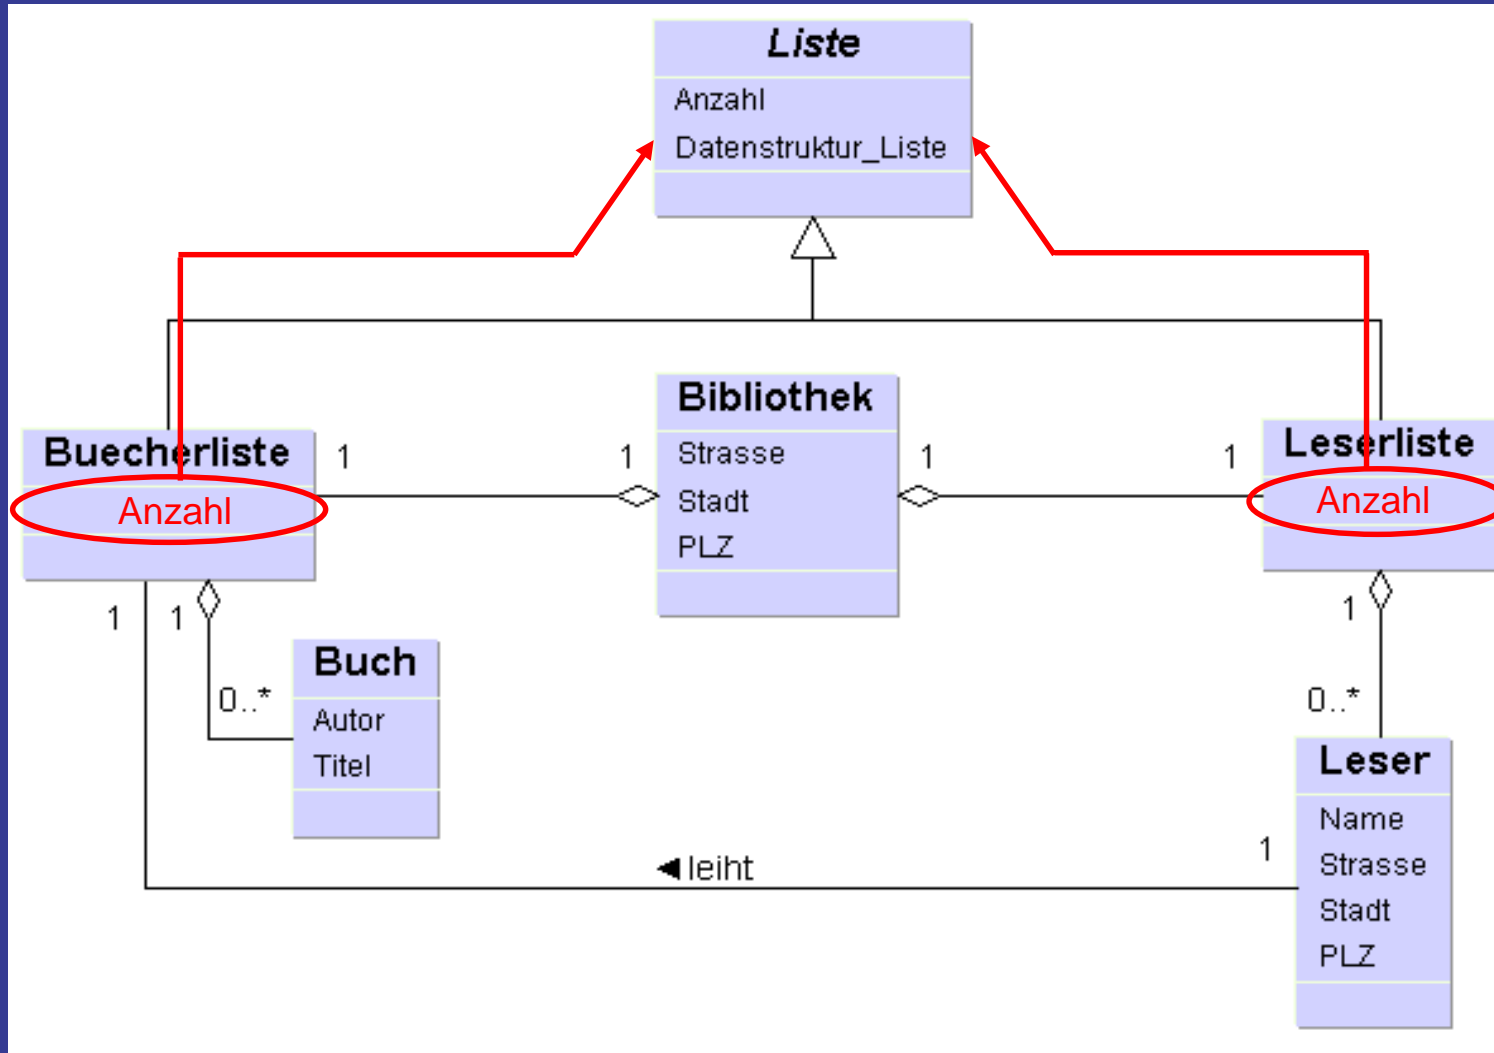 Liste
Anzahl
Datenstruktur_Liste
Bibliothek
Strasse
Stadt
PLZ
Buecherliste
Anzahl
1
1
1
1
Leserliste
Anzahl
1
1
0..*
Buch
Autor
Titel
1
0..*
Leser
Name
Strasse
Stadt
PLZ
1
leiht